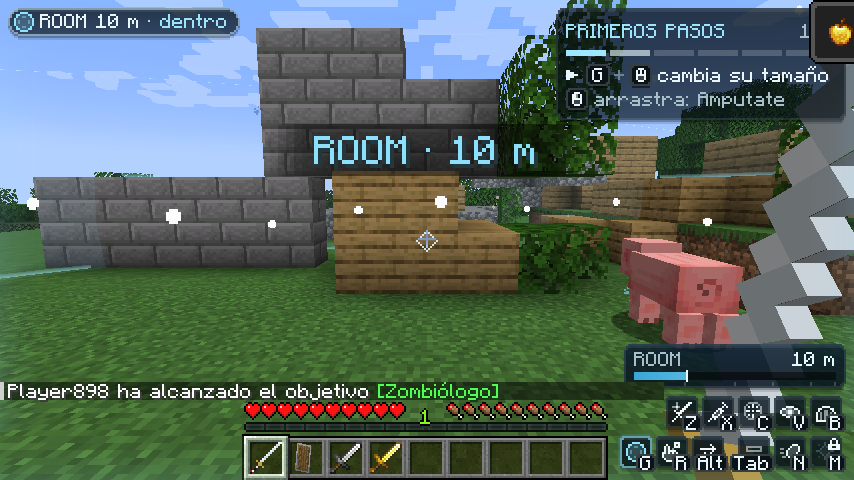 ROOM 10 m · dentro
PRIMEROS PASOS 1
G + cambia su tamaño
arrastra: Amputate
ROOM · 10 m
ROOM 10 m
Player898 ha alcanzado el objetivo [Zombiólogo]
1
Z X C V B
G R Alt Tab N M